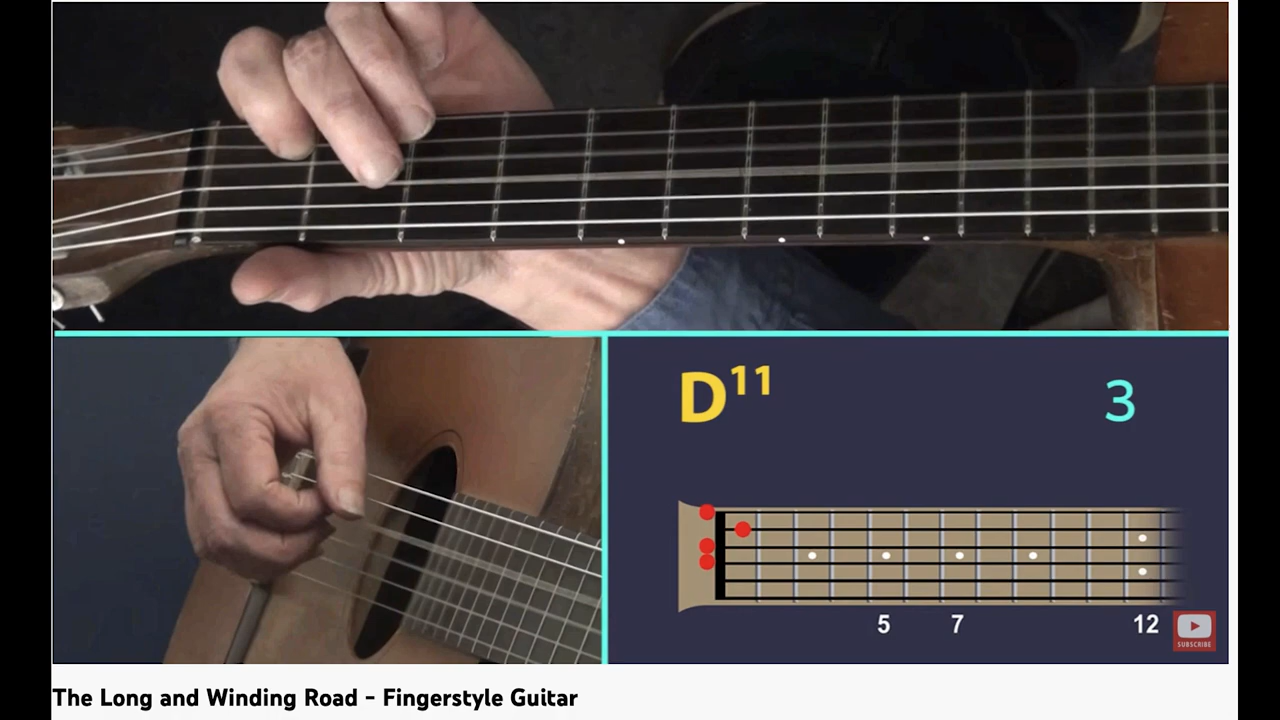 D¹¹
3
5 7 12
SUBSCRIBE
The Long and Winding Road - Fingerstyle Guitar